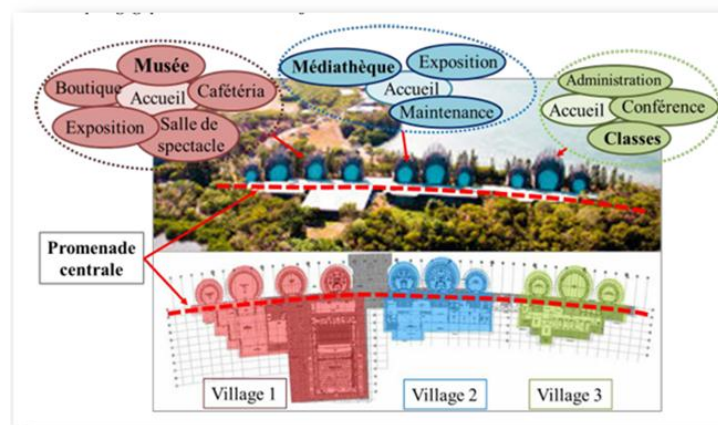 Musée
Boutique
Accueil
Cafétéria
Exposition
Salle de
spectacle
Médiathèque
Exposition
Accueil
Maintenance
Administration
Accueil
Conférence
Classes
Promenade
centrale
Village 1
Village 2
Village 3